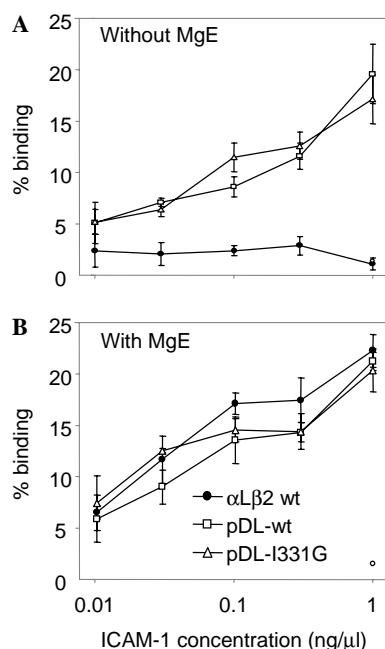 A
Without MgE
25
20
15
10
5
0
% binding
B
With MgE
25
20
15
10
5
0
% binding
αLβ2 wt
pDL-wt
pDL-I331G
0.01 0.1 1
ICAM-1 concentration (ng/μl)